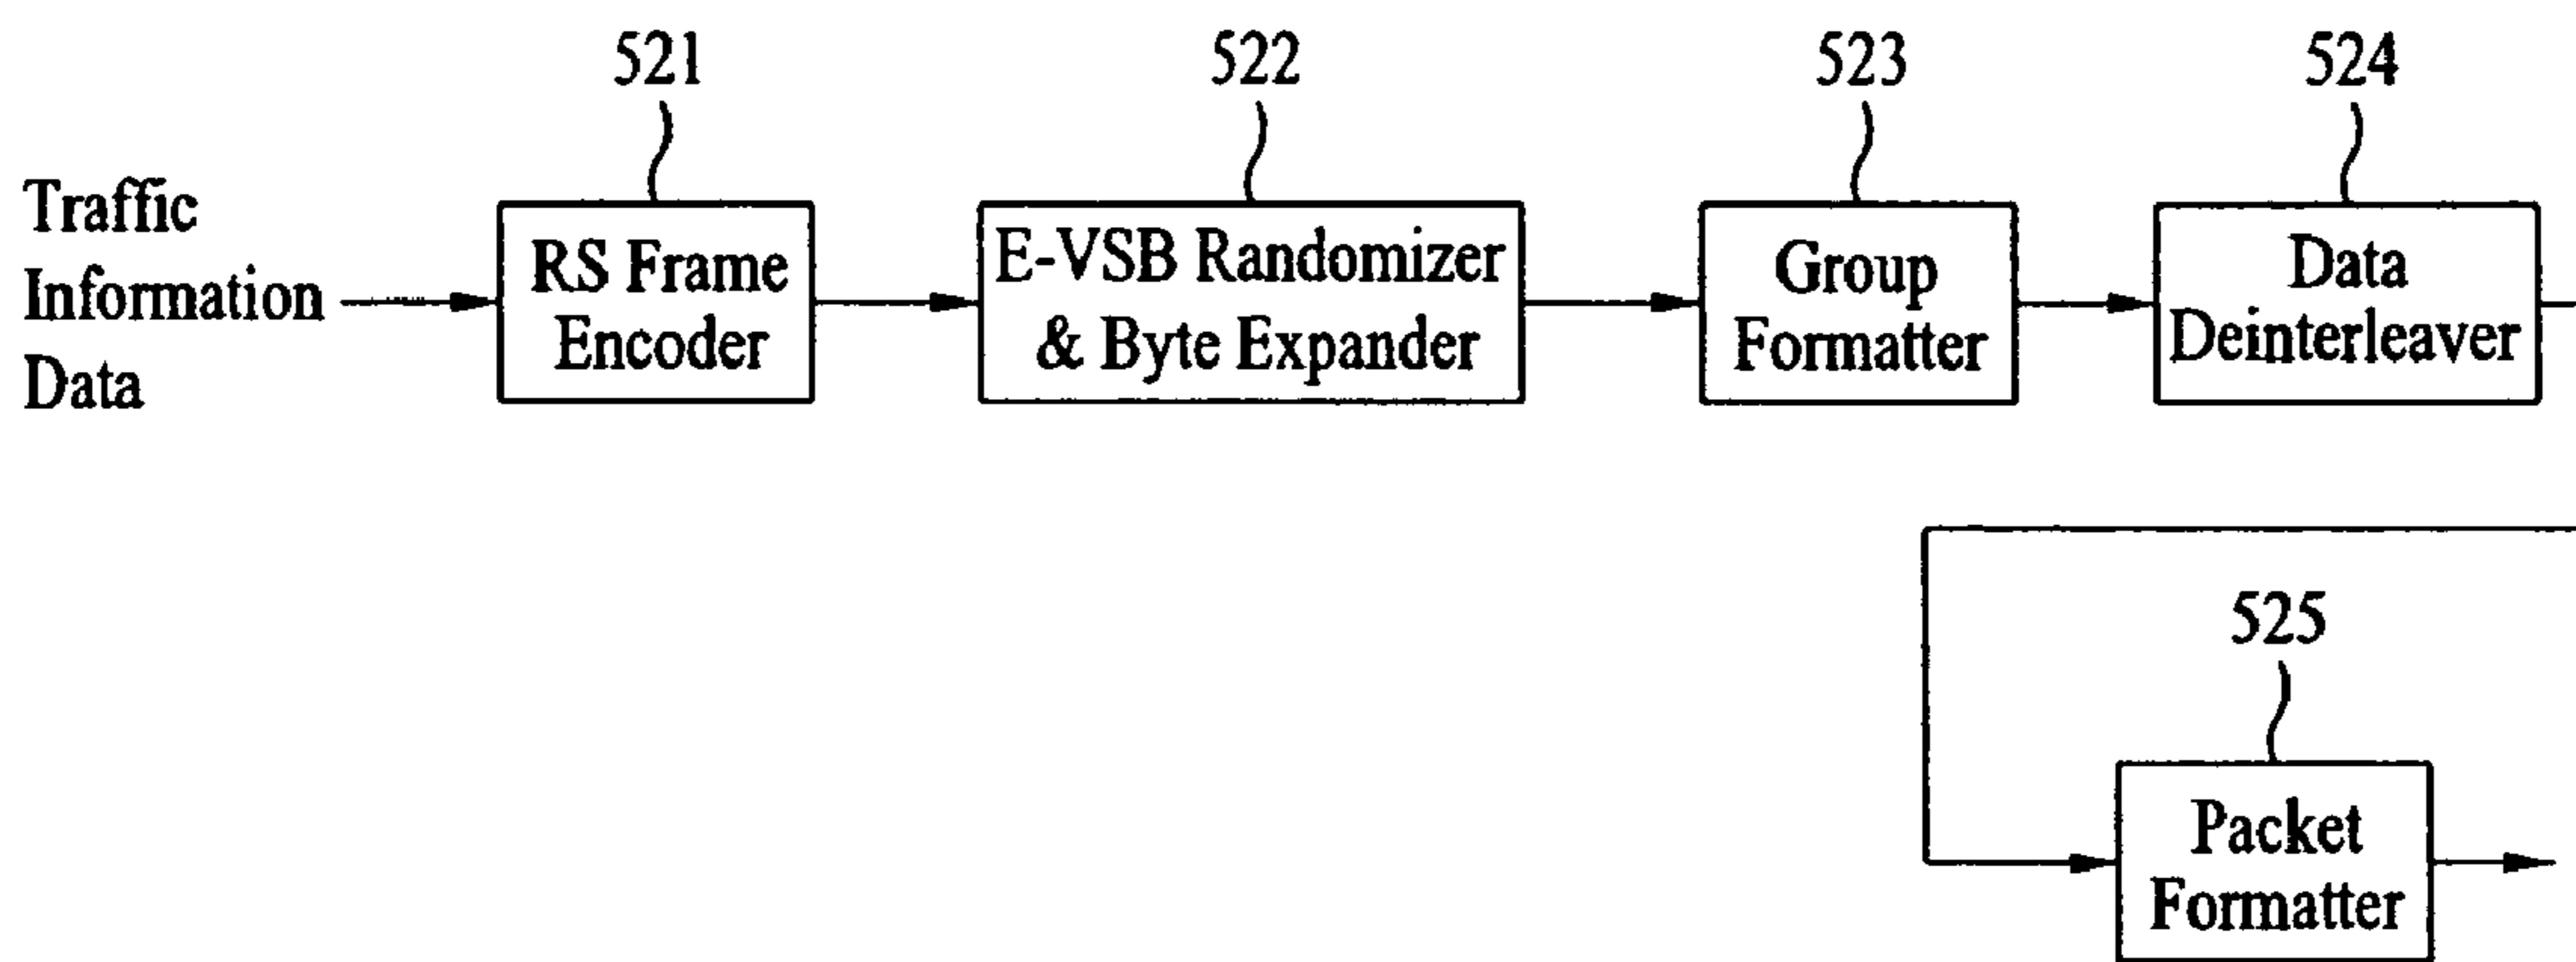 521
522
523
524
Traffic
Information
Data
RS Frame
Encoder
E-VSB Randomizer
& Byte Expander
Group
Formatter
Data
Deinterleaver
525
Packet
Formatter